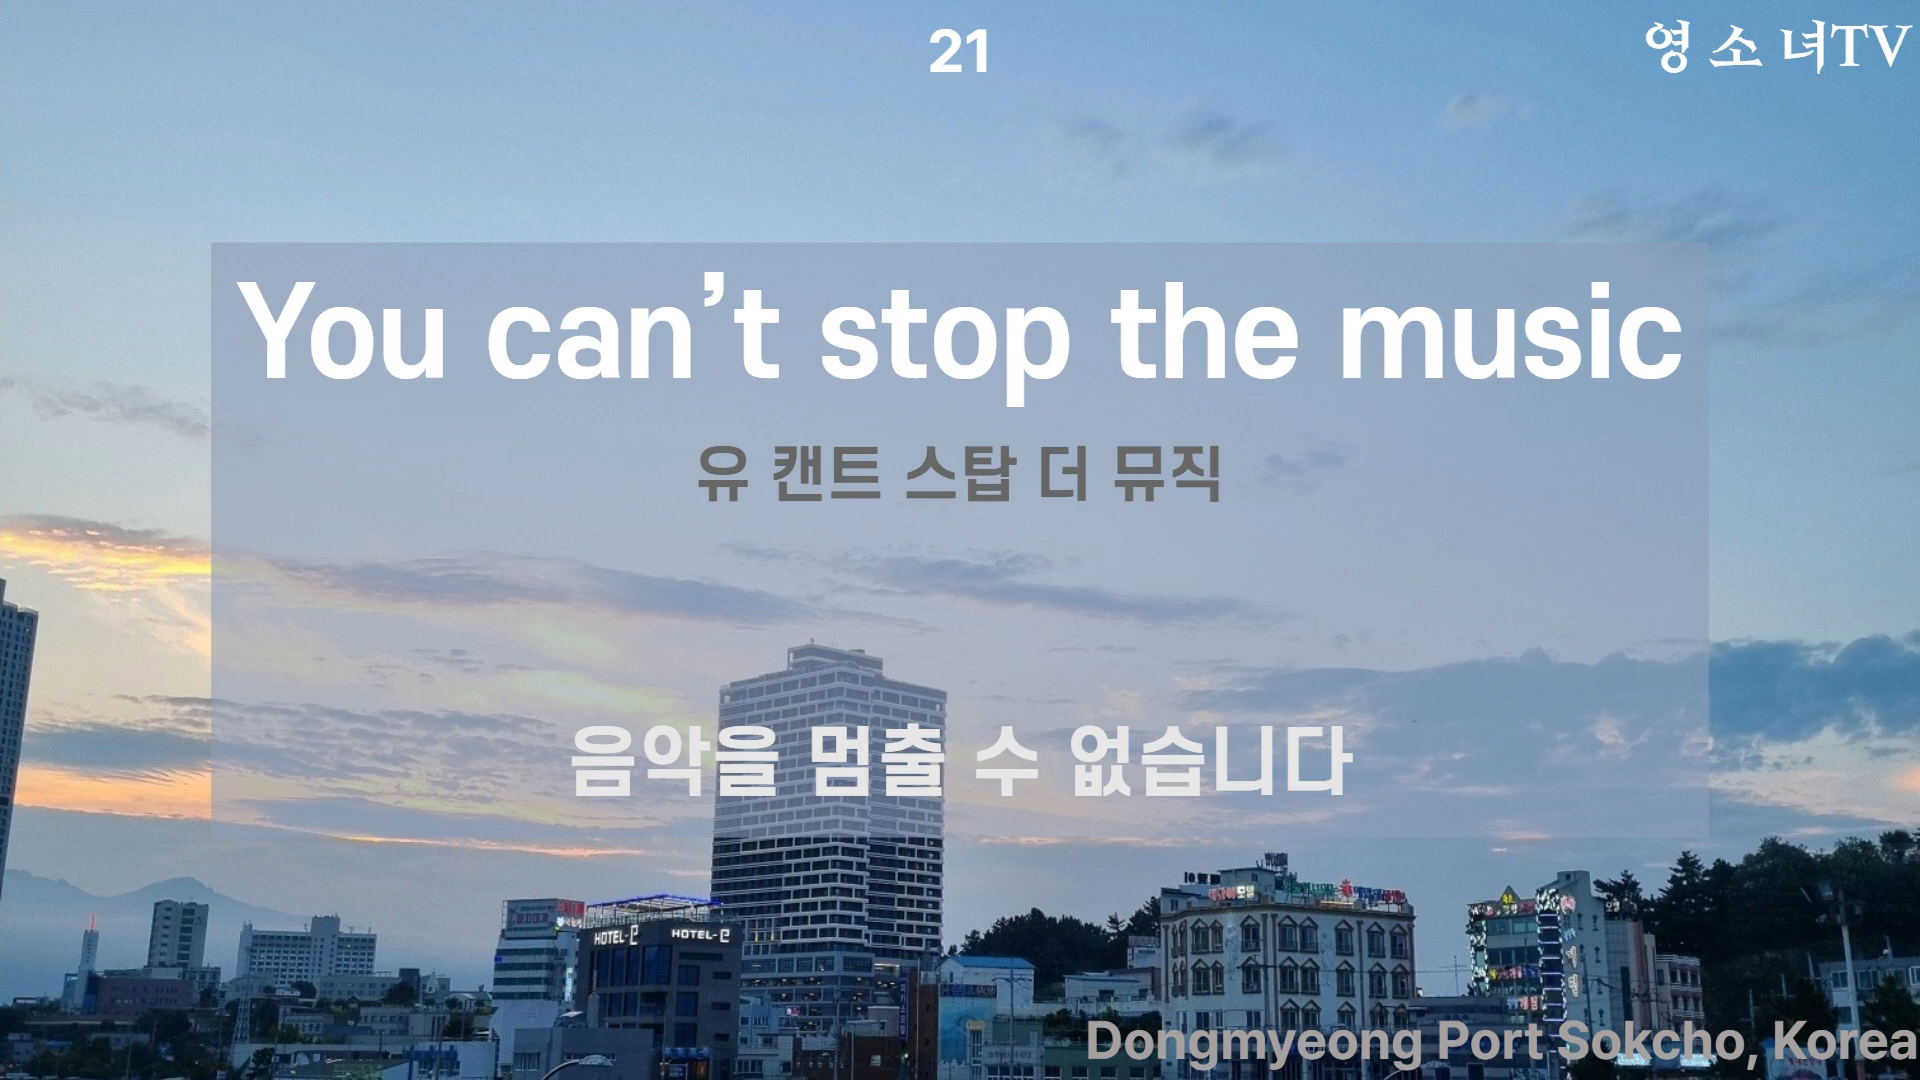 21
영 소 녀TV
You can’t stop the music
유 캔트 스탑 더 뮤직
음악을 멈출 수 없습니다
HOTEL-e HOTEL-e
Dongmyeong Port Sokcho, Korea